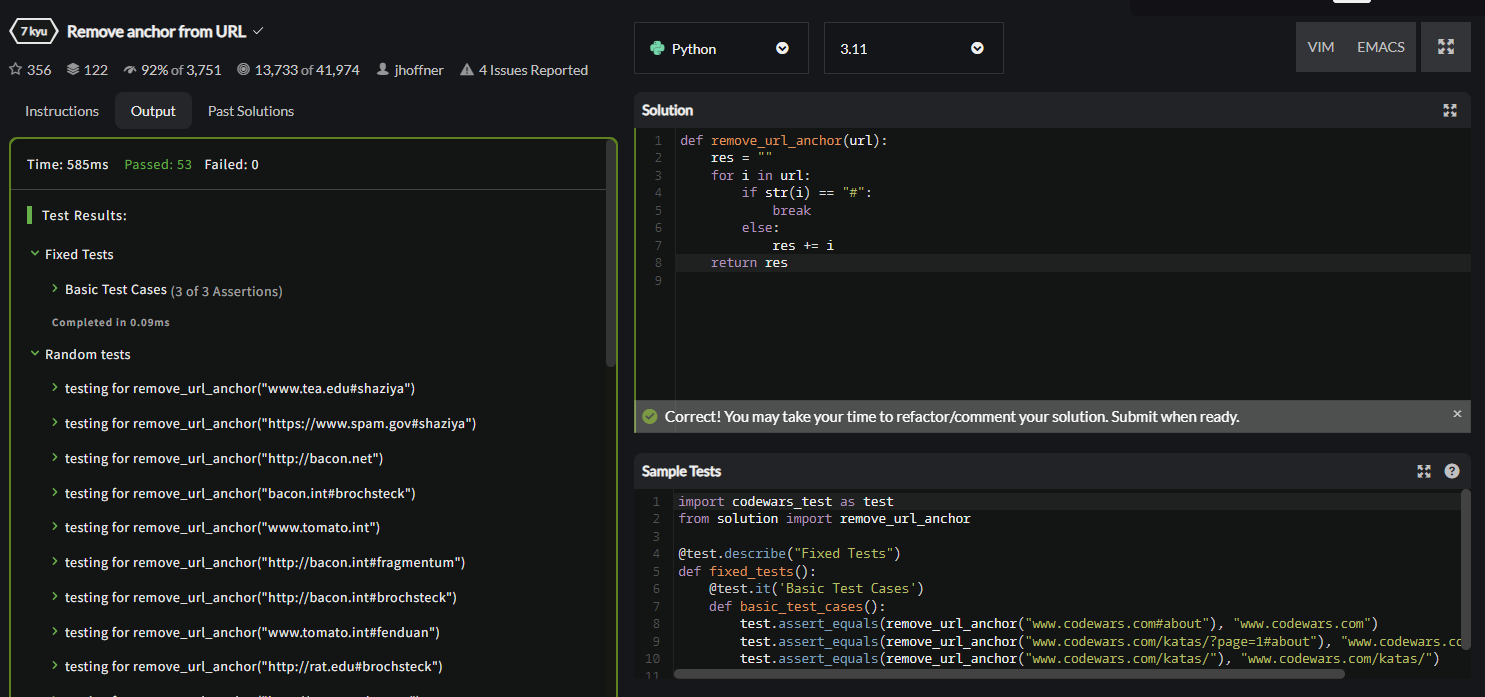 7 kyu Remove anchor from URL
356 122 92% of 3,751 13,733 of 41,974 jhoffner 4 Issues Reported
Instructions Output Past Solutions
Time: 585ms Passed: 53 Failed: 0
Test Results:
Fixed Tests
Basic Test Cases (3 of 3 Assertions)
Completed in 0.09ms
Random tests
testing for remove_url_anchor("www.tea.edu#shaziya")
testing for remove_url_anchor("https://www.spam.gov#shaziya")
testing for remove_url_anchor("http://bacon.net")
testing for remove_url_anchor("bacon.int#brochsteck")
testing for remove_url_anchor("www.tomato.int")
testing for remove_url_anchor("http://bacon.int#fragmentum")
testing for remove_url_anchor("http://bacon.int#brochsteck")
testing for remove_url_anchor("www.tomato.int#fenduan")
testing for remove_url_anchor("http://rat.edu#brochsteck")
Python 3.11 VIM EMACS
Solution
1 def remove_url_anchor(url):
2 res = ""
3 for i in url:
4 if str(i) == "#":
5 break
6 else:
7 res += i
8 return res
9
Correct! You may take your time to refactor/comment your solution. Submit when ready. ×
Sample Tests ?
1 import codewars_test as test
2 from solution import remove_url_anchor
3
4 @test.describe("Fixed Tests")
5 def fixed_tests():
6 @test.it('Basic Test Cases')
7 def basic_test_cases():
8 test.assert_equals(remove_url_anchor("www.codewars.com#about"), "www.codewars.com")
9 test.assert_equals(remove_url_anchor("www.codewars.com/katas/?page=1#about"), "www.codewars.co
10 test.assert_equals(remove_url_anchor("www.codewars.com/katas/"), "www.codewars.com/katas/")
11